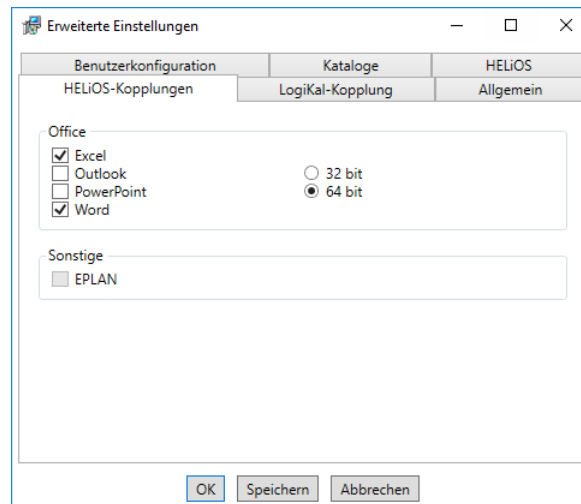 Erweiterte Einstellungen
Benutzerkonfiguration Kataloge HELiOS
HELiOS-Kopplungen LogiKal-Kopplung Allgemein
Office
Excel
Outlook 32 bit
PowerPoint 64 bit
Word
Sonstige
EPLAN
OK Speichern Abbrechen